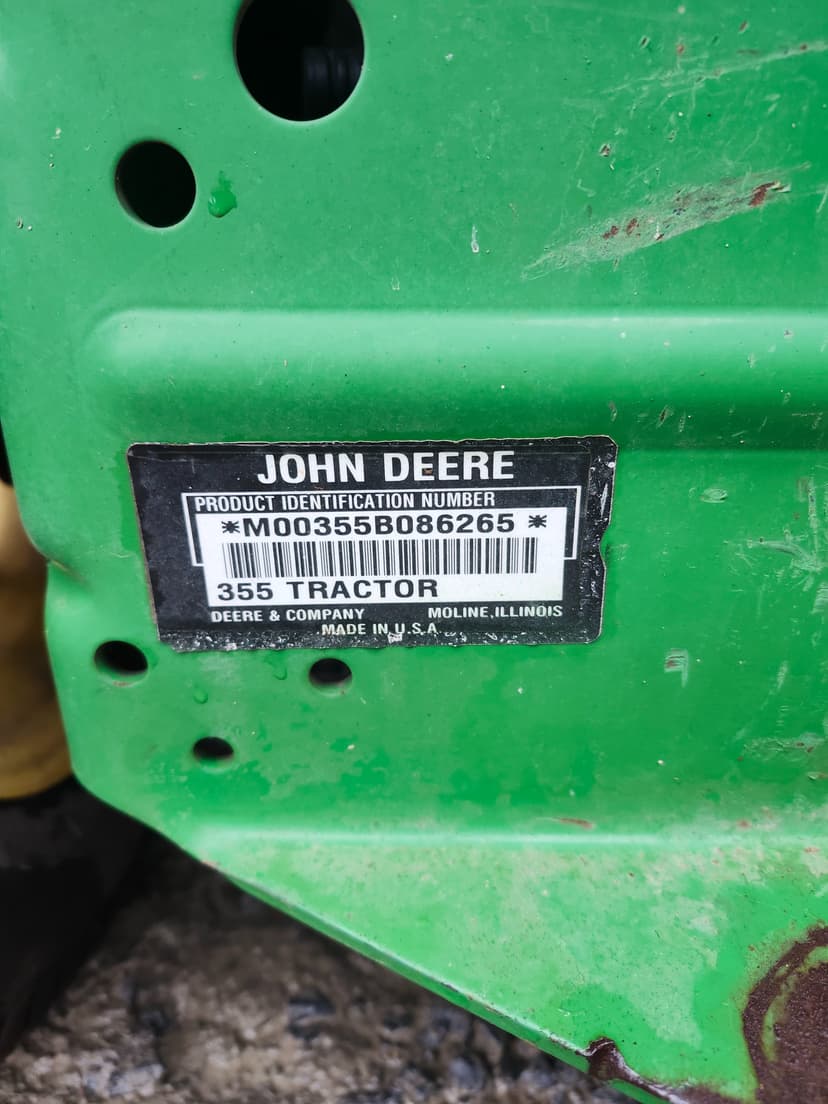 JOHN DEERE
PRODUCT IDENTIFICATION NUMBER
*M00355B086265 *
355 TRACTOR
DEERE & COMPANY MOLINE, ILLINOIS
MADE IN U.S.A.